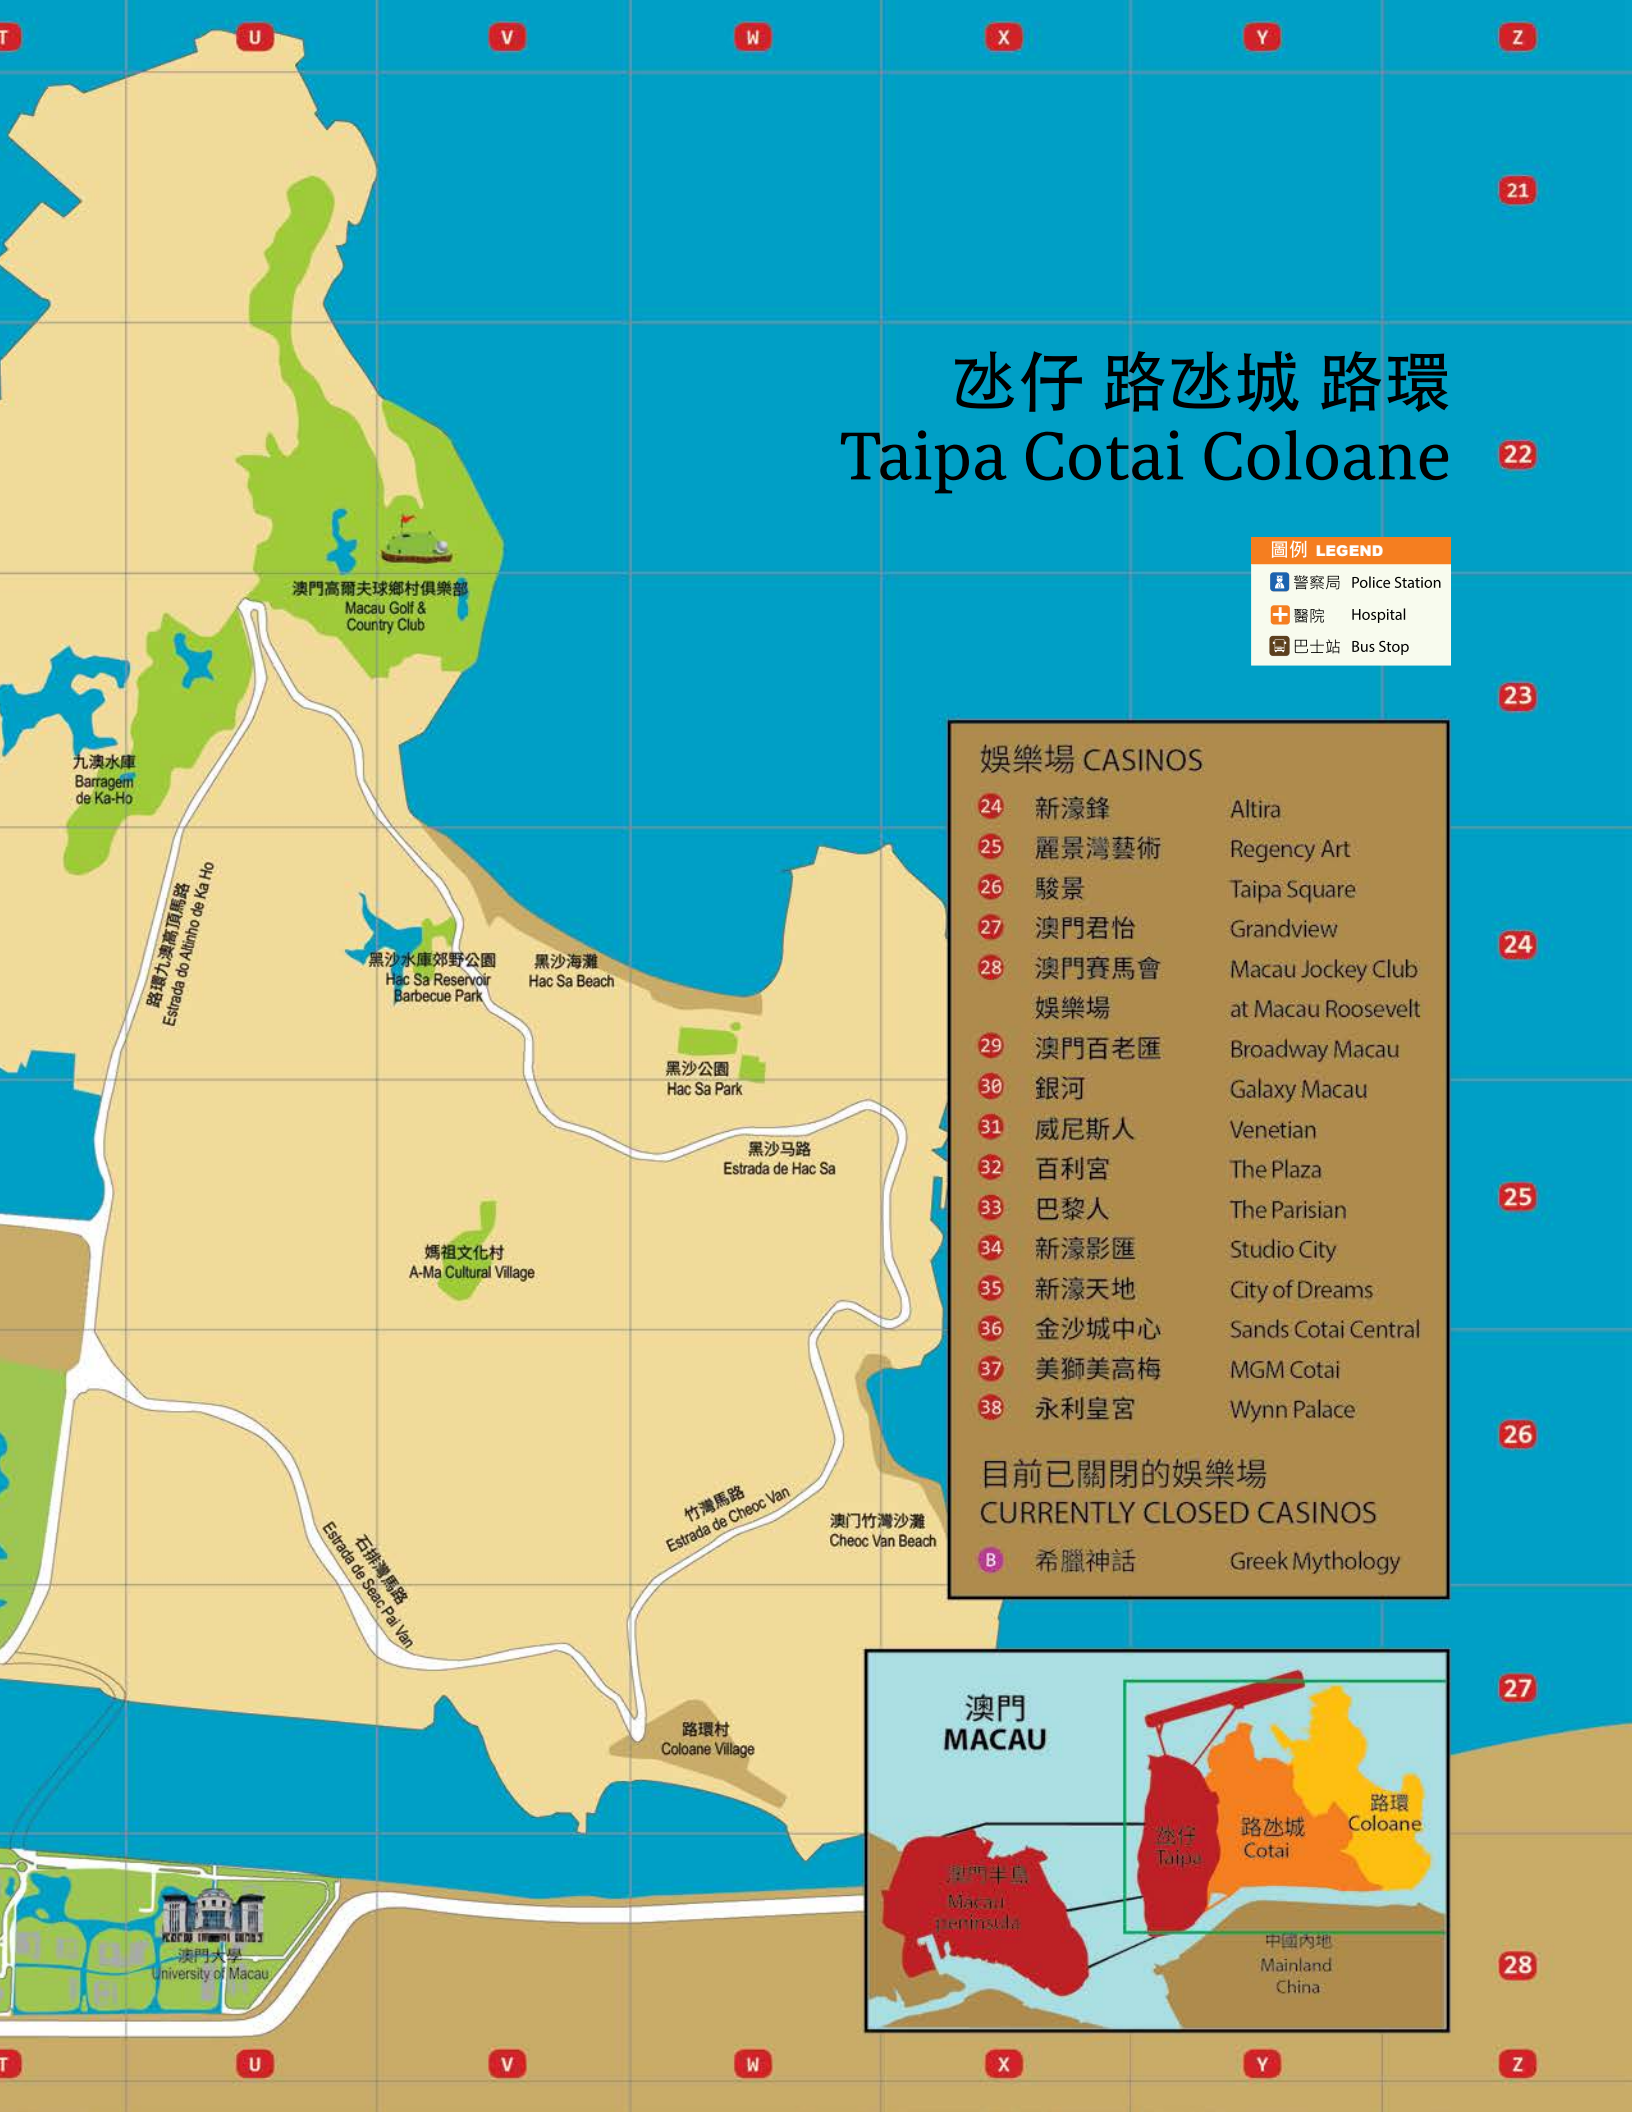 T U V W X Y Z
21
氹仔 路氹城 路環
Taipa Cotai Coloane
22
圖例 LEGEND
警察局 Police Station
醫院 Hospital
巴士站 Bus Stop
澳門高爾夫球鄉村俱樂部
Macau Golf &
Country Club
23
九澳水庫
Barragem
de Ka-Ho
路環九澳高頂馬路
Estrada do Altinho de Ka Ho
黑沙水庫郊野公園
Hac Sa Reservoir
Barbecue Park
黑沙海灘
Hac Sa Beach
24
黑沙公園
Hac Sa Park
黑沙马路
Estrada de Hac Sa
25
媽祖文化村
A-Ma Cultural Village
26
竹灣馬路
Estrada de Cheoc Van
澳门竹灣沙灘
Cheoc Van Beach
石排灣馬路
Estrada de Seac Pai Van
27
路環村
Coloane Village
澳門大學
University of Macau
28
娛樂場 CASINOS
24 新濠鋒 Altira
25 麗景灣藝術 Regency Art
26 駿景 Taipa Square
27 澳門君怡 Grandview
28 澳門賽馬會 Macau Jockey Club
娛樂場 at Macau Roosevelt
29 澳門百老匯 Broadway Macau
30 銀河 Galaxy Macau
31 威尼斯人 Venetian
32 百利宮 The Plaza
33 巴黎人 The Parisian
34 新濠影匯 Studio City
35 新濠天地 City of Dreams
36 金沙城中心 Sands Cotai Central
37 美獅美高梅 MGM Cotai
38 永利皇宮 Wynn Palace
目前已關閉的娛樂場
CURRENTLY CLOSED CASINOS
B 希臘神話 Greek Mythology
澳門
MACAU
路環
Coloane
路氹城
Cotai
氹仔
Taipa
澳門半島
Macau
peninsula
中國內地
Mainland
China
T U V W X Y Z